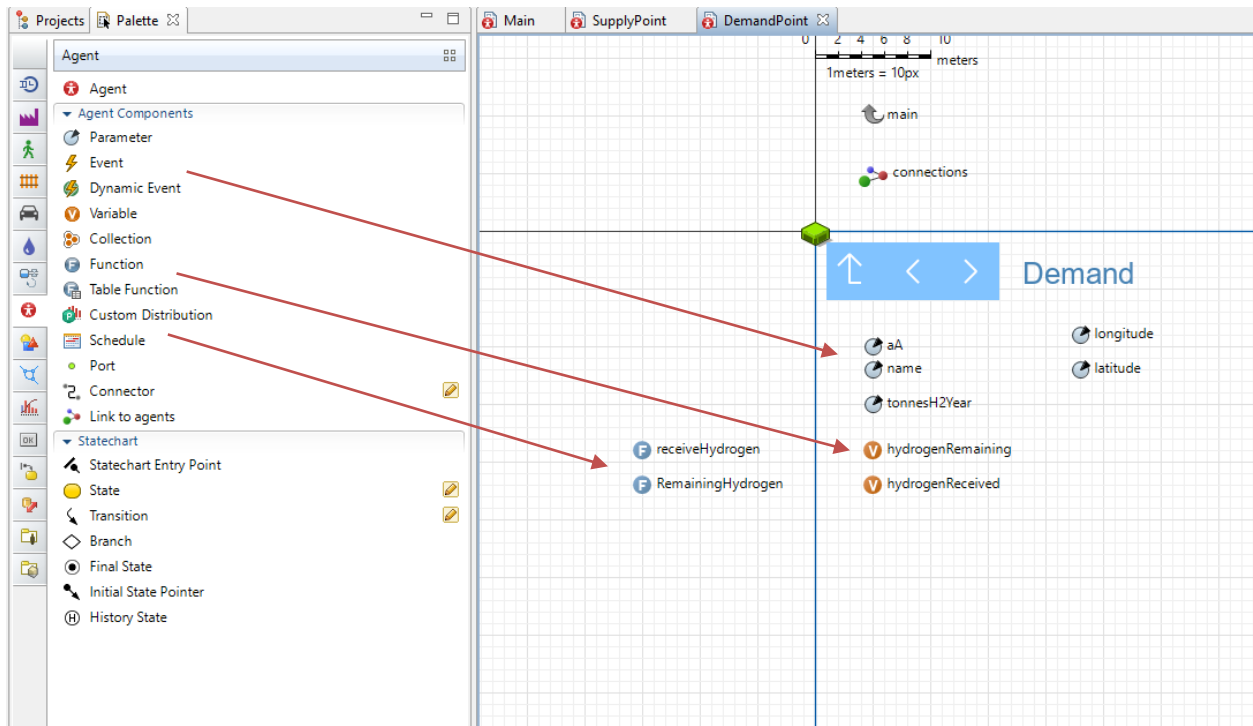 Projects Palette
Agent
Agent
Agent Components
Parameter
Event
Dynamic Event
Variable
Collection
Function
Table Function
Custom Distribution
Schedule
Port
Connector
Link to agents
Statechart
Statechart Entry Point
State
Transition
Branch
Final State
Initial State Pointer
History State
OK
Main SupplyPoint DemandPoint
0 2 4 6 8 10
meters
1meters = 10px
main
connections
Demand
aA
name
tonnesH2Year
longitude
latitude
F receiveHydrogen
F RemainingHydrogen
V hydrogenRemaining
V hydrogenReceived